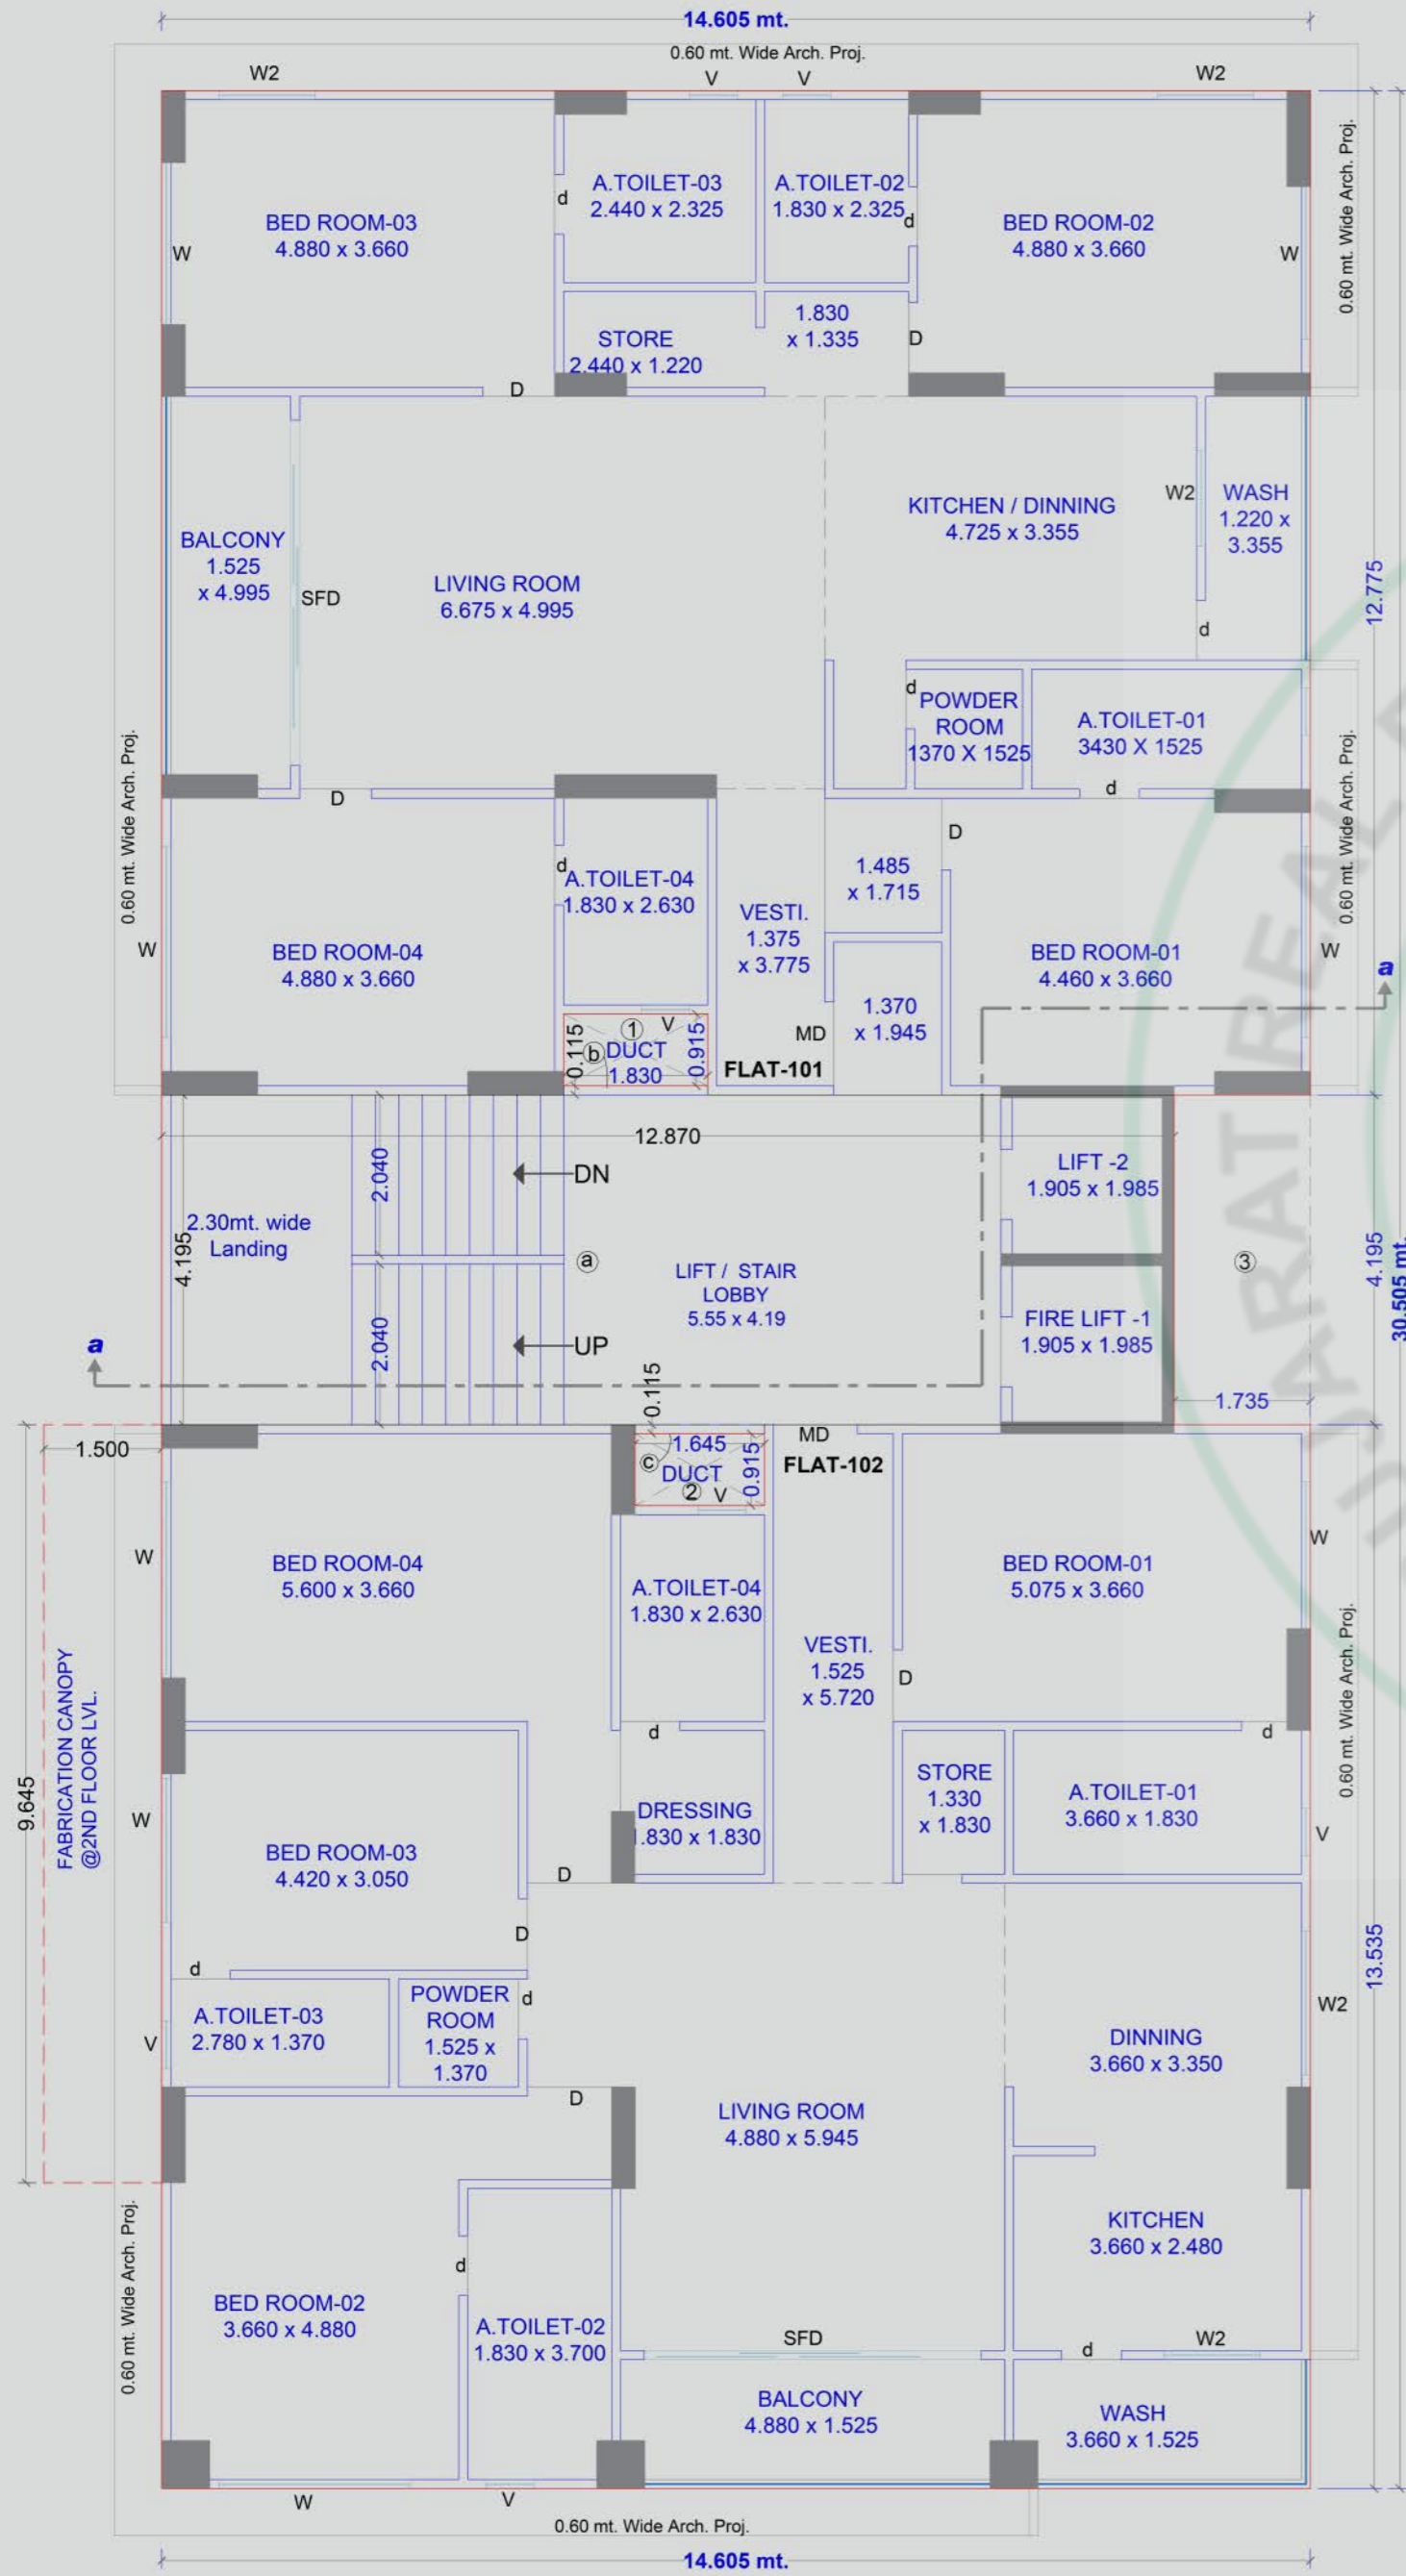 14.605 mt.
0.60 mt. Wide Arch. Proj.
W2
V
V
W2
0.60 mt. Wide Arch. Proj.
BED ROOM-03
4.880 x 3.660
W
d
A.TOILET-03
2.440 x 2.325
A.TOILET-02
1.830 x 2.325
d
BED ROOM-02
4.880 x 3.660
W
STORE
2.440 x 1.220
1.830
x 1.335
D
D
BALCONY
1.525
x 4.995
SFD
LIVING ROOM
6.675 x 4.995
KITCHEN / DINNING
4.725 x 3.355
W2
WASH
1.220 x
3.355
d
12.775
d
POWDER
ROOM
1370 X 1525
A.TOILET-01
3430 X 1525
d
0.60 mt. Wide Arch. Proj.
0.60 mt. Wide Arch. Proj.
D
D
d
A.TOILET-04
1.830 x 2.630
1.485
x 1.715
VESTI.
1.375
x 3.775
W
BED ROOM-04
4.880 x 3.660
BED ROOM-01
4.460 x 3.660
W
a
1.370
x 1.945
MD
0.115
1
V
b
DUCT
1.830
0.915
FLAT-101
12.870
DN
2.040
LIFT -2
1.905 x 1.985
2.30mt. wide
Landing
4.195
a
LIFT / STAIR
LOBBY
5.55 x 4.19
3
4.195
30.505 mt.
FIRE LIFT -1
1.905 x 1.985
UP
2.040
a
0.115
1.735
1.500
MD
1.645
c
DUCT
2
V
0.915
FLAT-102
W
BED ROOM-04
5.600 x 3.660
A.TOILET-04
1.830 x 2.630
BED ROOM-01
5.075 x 3.660
W
VESTI.
1.525
x 5.720
D
0.60 mt. Wide Arch. Proj.
FABRICATION CANOPY
@2ND FLOOR LVL.
9.645
d
d
STORE
1.330
x 1.830
A.TOILET-01
3.660 x 1.830
V
DRESSING
.830 x 1.830
W
BED ROOM-03
4.420 x 3.050
D
D
13.535
d
A.TOILET-03
2.780 x 1.370
V
POWDER
ROOM
1.525 x
1.370
d
W2
DINNING
3.660 x 3.350
D
LIVING ROOM
4.880 x 5.945
KITCHEN
3.660 x 2.480
0.60 mt. Wide Arch. Proj.
d
BED ROOM-02
3.660 x 4.880
A.TOILET-02
1.830 x 3.700
SFD
d
W2
BALCONY
4.880 x 1.525
WASH
3.660 x 1.525
W
V
0.60 mt. Wide Arch. Proj.
14.605 mt.